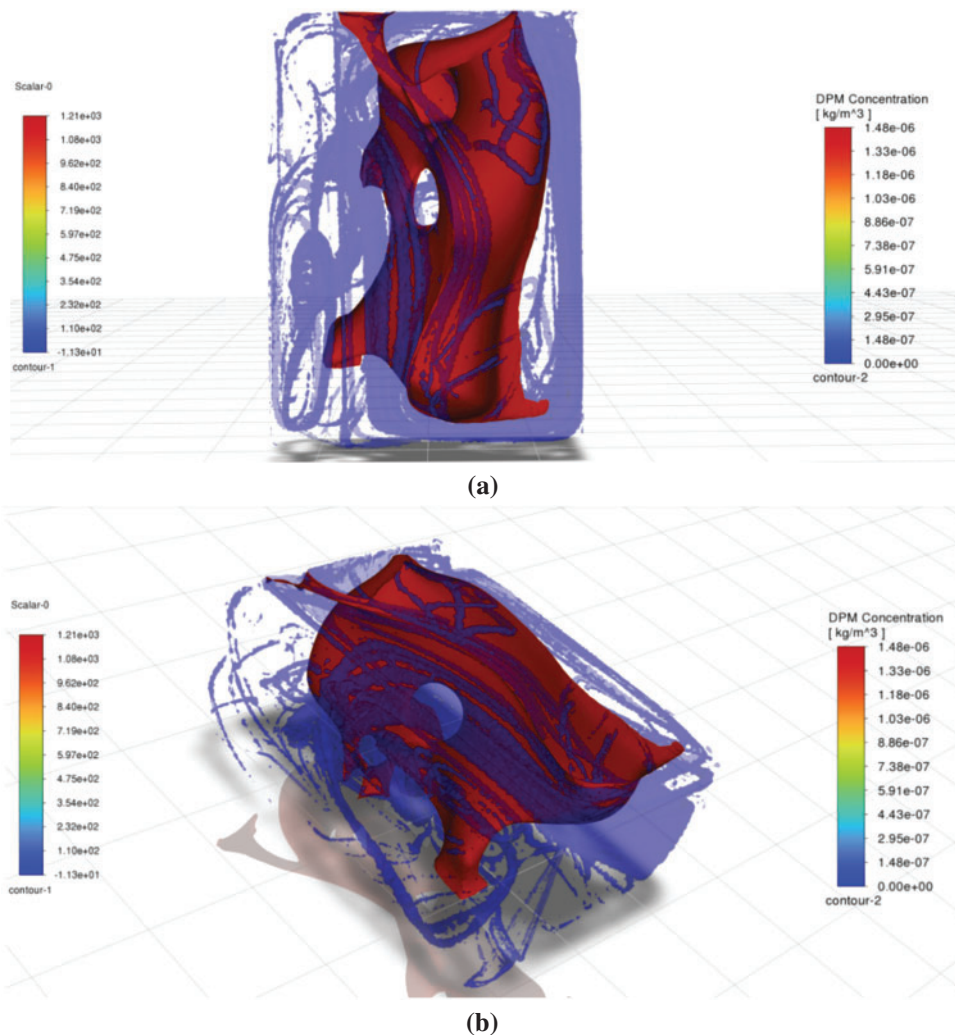 Scalar-0
1.21e+03
1.08e+03
9.62e+02
8.40e+02
7.19e+02
5.97e+02
4.75e+02
3.54e+02
2.32e+02
1.10e+02
-1.13e+01
contour-1
DPM Concentration
[ kg/m^3 ]
1.48e-06
1.33e-06
1.18e-06
1.03e-06
8.86e-07
7.38e-07
5.91e-07
4.43e-07
2.95e-07
1.48e-07
0.00e+00
contour-2
(a)
Scalar-0
1.21e+03
1.08e+03
9.62e+02
8.40e+02
7.19e+02
5.97e+02
4.75e+02
3.54e+02
2.32e+02
1.10e+02
-1.13e+01
contour-1
DPM Concentration
[ kg/m^3 ]
1.48e-06
1.33e-06
1.18e-06
1.03e-06
8.86e-07
7.38e-07
5.91e-07
4.43e-07
2.95e-07
1.48e-07
0.00e+00
contour-2
(b)